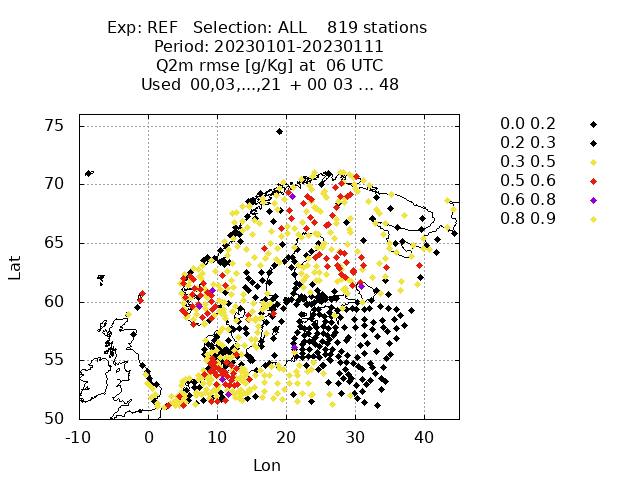 Exp: REF Selection: ALL 819 stations
Period: 20230101-20230111
Q2m rmse [g/Kg] at 06 UTC
Used 00,03,...,21 + 00 03 ... 48
0.0 0.2
0.2 0.3
0.3 0.5
0.5 0.6
0.6 0.8
0.8 0.9
75
70
65
60
55
50
Lat
-10 0 10 20 30 40
Lon